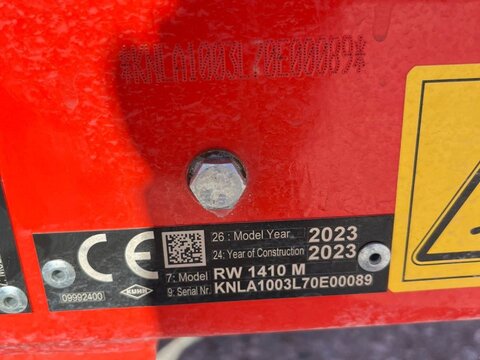 *KNLA1003L70E00089*
26 : Model Year 2023
24: Year of Construction 2023
7: Model RW 1410 M
9: Serial Nr. KNLA1003L70E00089
CE
KUHN
09992400